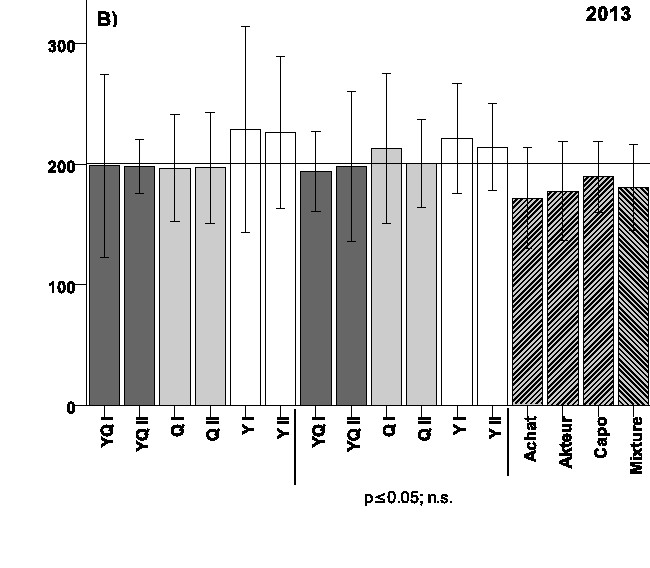 B)
2013
300
200
100
0
YQ I
YQ II
Q I
Q II
Y I
Y II
YQ I
YQ II
Q I
Q II
Y I
Y II
Achat
Akteur
Capo
Mixture
p≤0.05; n.s.